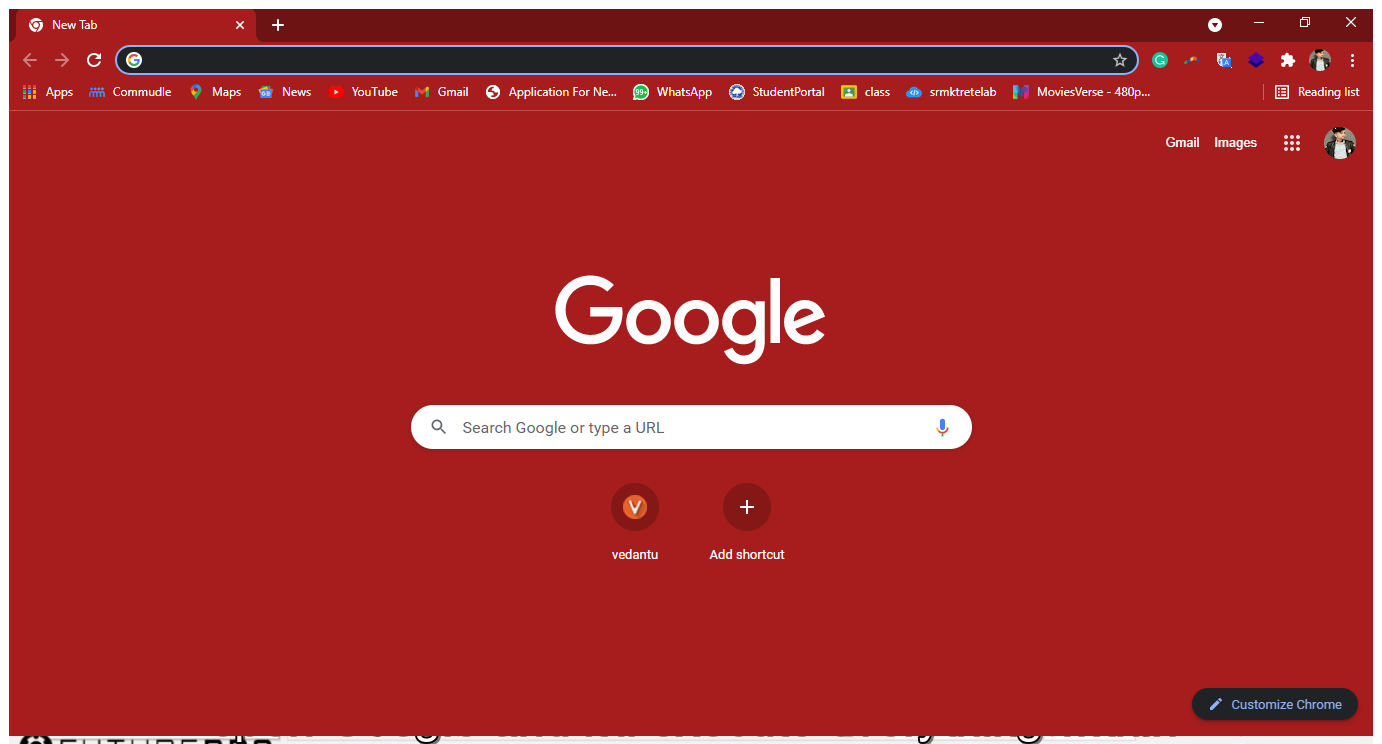 New Tab
Apps Commudle Maps News YouTube Gmail Application For Ne... WhatsApp StudentPortal class srmktretelab MoviesVerse - 480p... Reading list
99+
Gmail Images
Google
Search Google or type a URL
vedantu Add shortcut
Customize Chrome